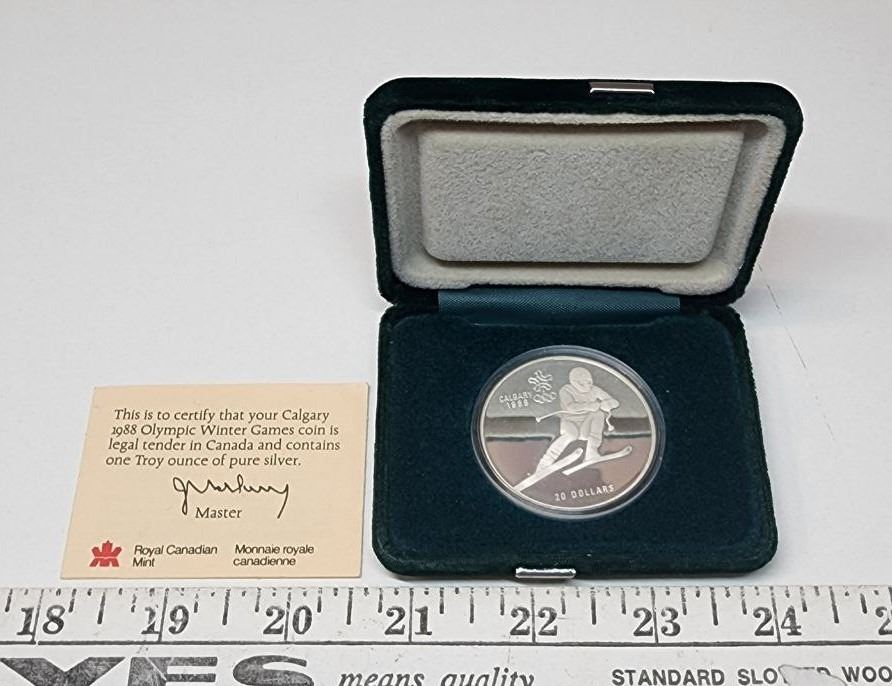 CALGARY
1988
20 DOLLARS
This is to certify that your Calgary
1988 Olympic Winter Games coin is
legal tender in Canada and contains
one Troy ounce of pure silver.
Master
Royal Canadian
Mint
Monnaie royale
canadienne
18 19 20 21 22 23 24
YES means quality
STANDARD